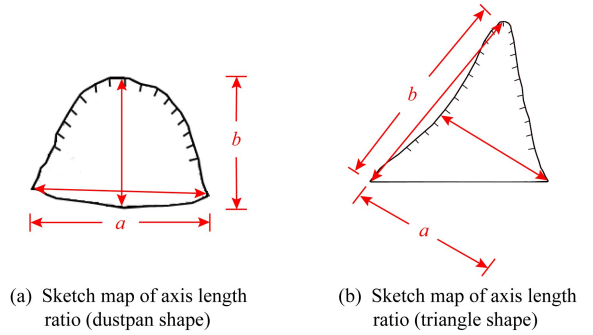 b
a
b
a
(a) Sketch map of axis length
ratio (dustpan shape)
(b) Sketch map of axis length
ratio (triangle shape)